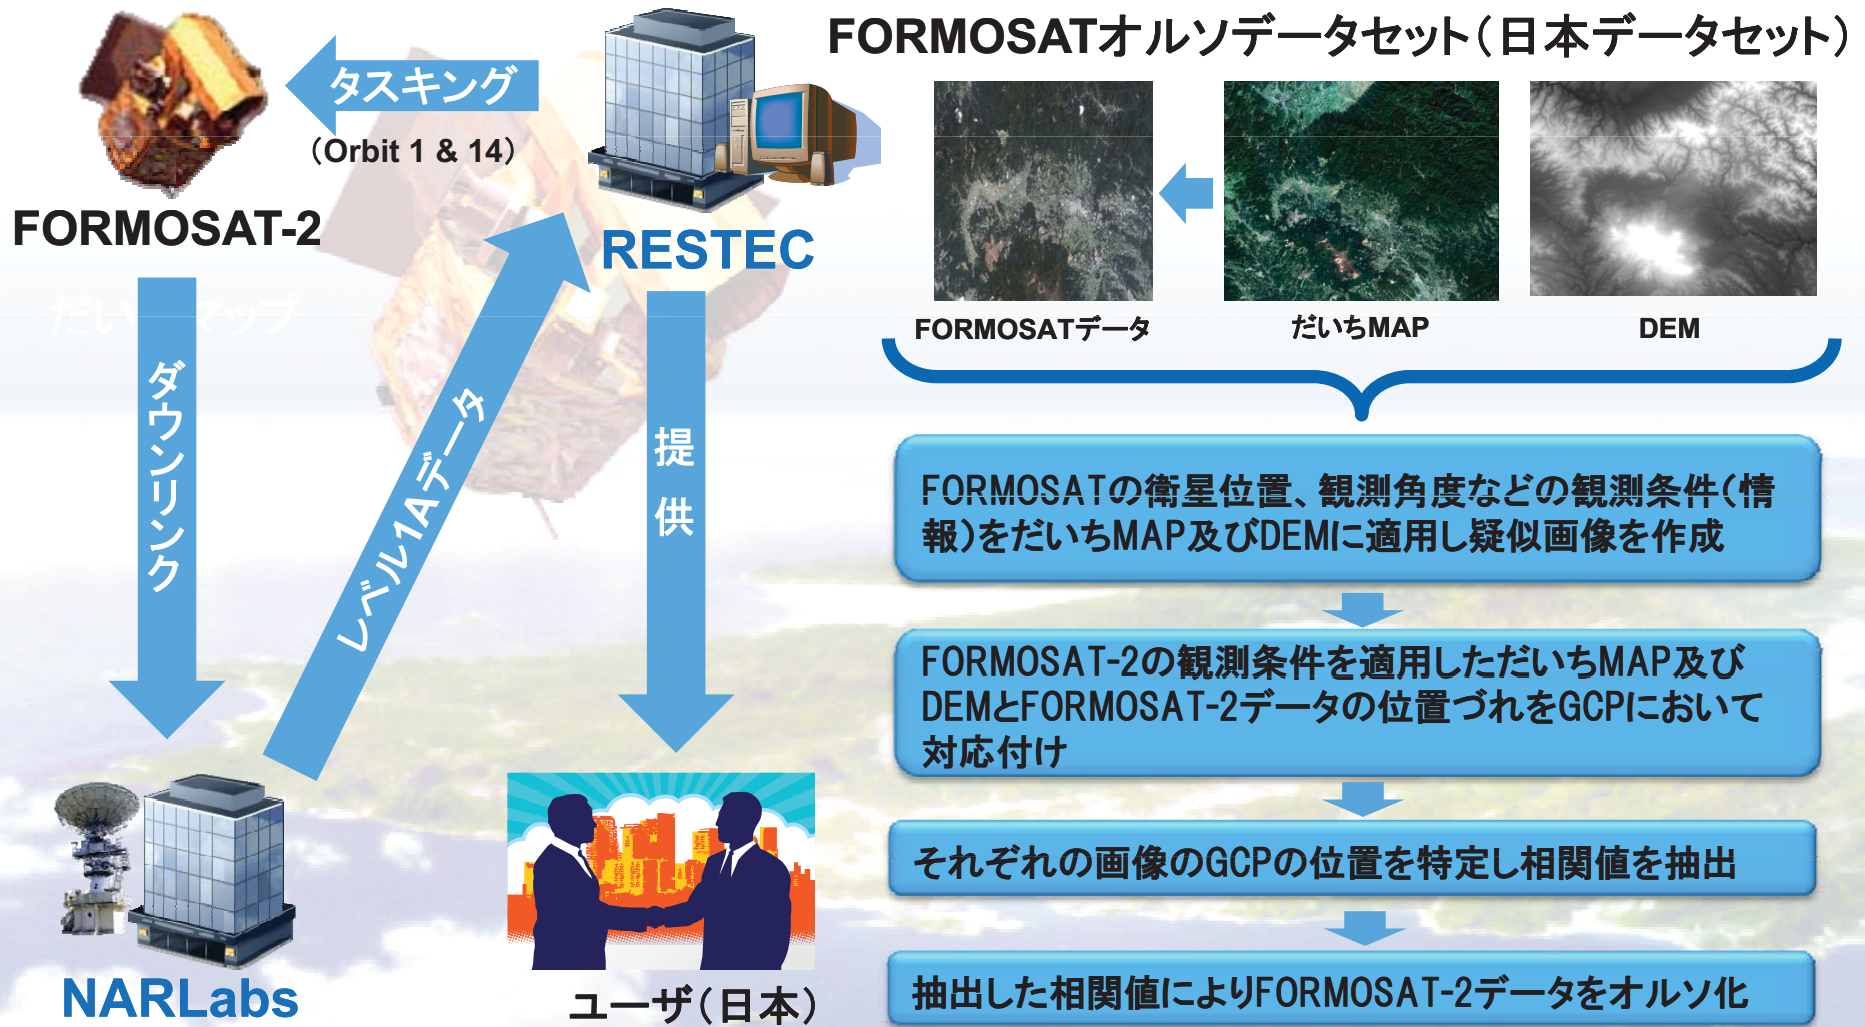 FORMOSATオルソデータセット（日本データセット）
タスキング
（Orbit 1 & 14）
FORMOSAT-2
RESTEC
だいちマップ
ダウンリンク
レベル1Aデータ
提供
NARLabs
ユーザ（日本）
FORMOSATデータ
だいちMAP
DEM
FORMOSATの衛星位置、観測角度などの観測条件（情
報）をだいちMAP及びDEMに適用し疑似画像を作成
FORMOSAT-2の観測条件を適用しただいちMAP及び
DEMとFORMOSAT-2データの位置づれをGCPにおいて
対応付け
それぞれの画像のGCPの位置を特定し相関値を抽出
抽出した相関値によりFORMOSAT-2データをオルソ化